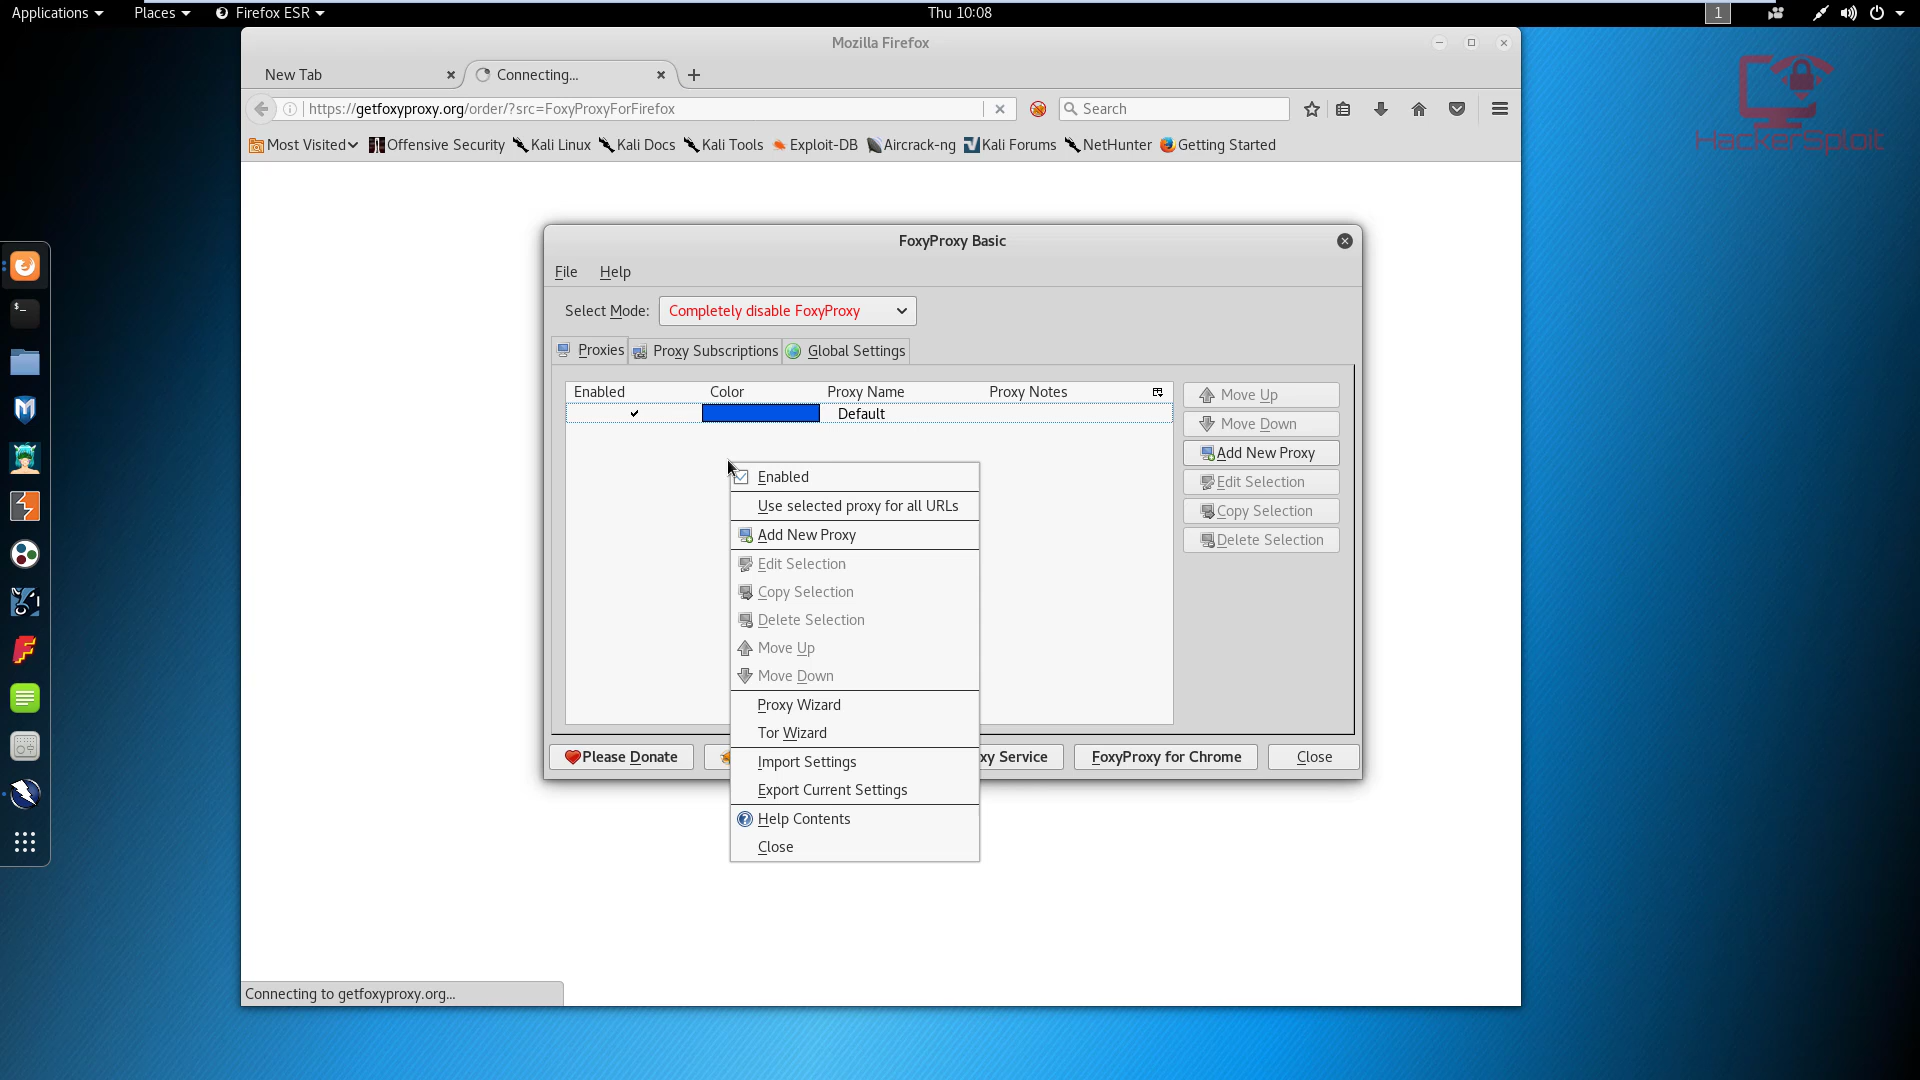 Applications Places Firefox ESR Thu 10:08 1
Mozilla Firefox
New Tab Connecting...
https://getfoxyproxy.org/order/?src=FoxyProxyForFirefox Search
Most Visited Offensive Security Kali Linux Kali Docs Kali Tools Exploit-DB Aircrack-ng Kali Forums NetHunter Getting Started
HackerSploit
FoxyProxy Basic
File Help
Select Mode: Completely disable FoxyProxy
Proxies Proxy Subscriptions Global Settings
Enabled Color Proxy Name Proxy Notes
Default
Move Up
Move Down
Add New Proxy
Edit Selection
Copy Selection
Delete Selection
Enabled
Use selected proxy for all URLs
Add New Proxy
Edit Selection
Copy Selection
Delete Selection
Move Up
Move Down
Proxy Wizard
Tor Wizard
Import Settings
Export Current Settings
Help Contents
Close
Please Donate xy Service FoxyProxy for Chrome Close
Connecting to getfoxyproxy.org...